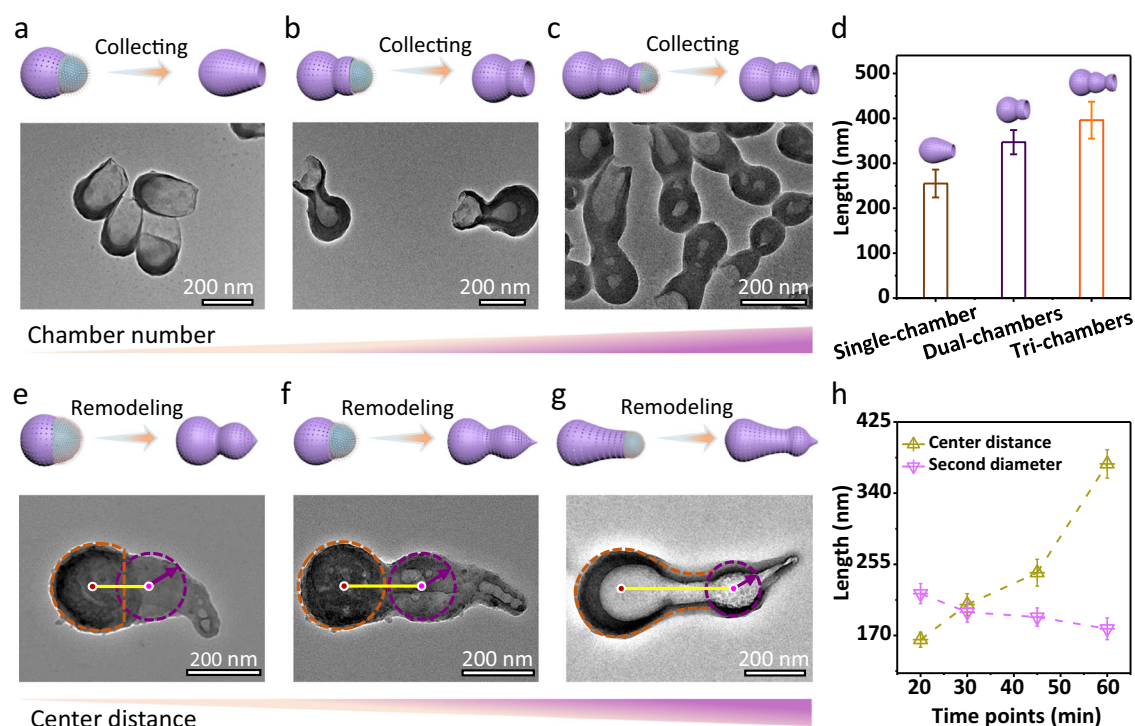 a
Collecting
200 nm
b
Collecting
200 nm
c
Collecting
200 nm
Chamber number
d
Length (nm)
500
400
300
200
100
0
Single-chamber
Dual-chambers
Tri-chambers
e
Remodeling
200 nm
f
Remodeling
200 nm
g
Remodeling
200 nm
Center distance
h
Length (nm)
425
340
255
170
Center distance
Second diameter
20 30 40 50 60
Time points (min)